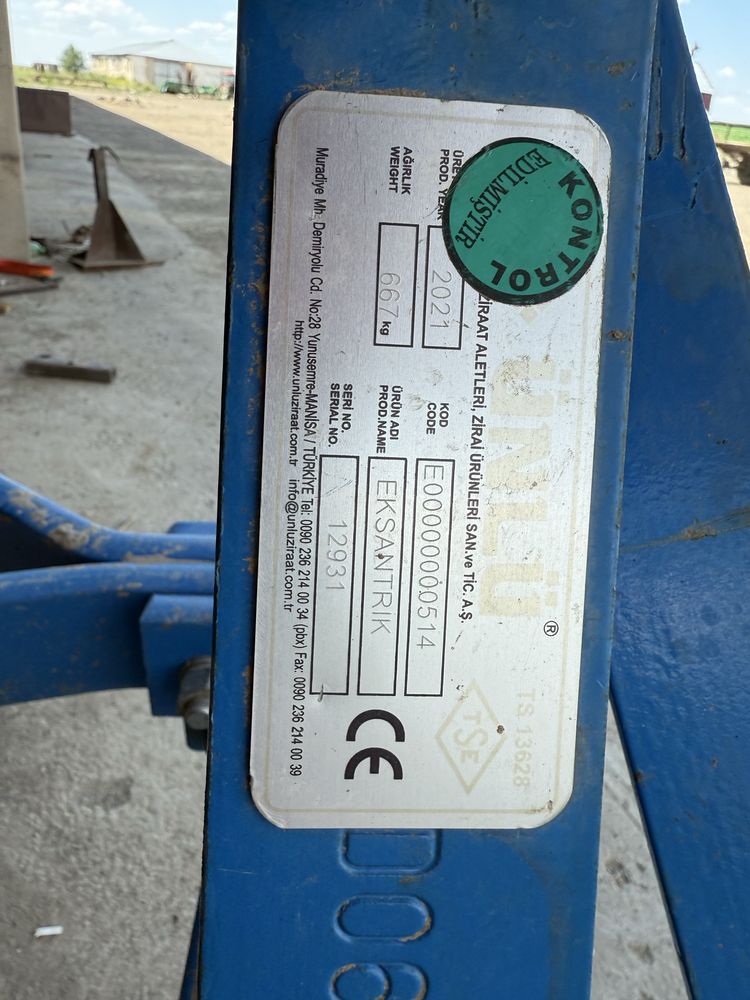 ÜNLÜ ®
TS 13628
ZİRAAT ALETLERİ, ZİRAİ ÜRÜNLERİ SAN.ve TİC. A.Ş.
TSE
KONTROL
EDİLMİŞTİR
PROD. YEAR
2021
KOD
CODE
E00000000514
AĞIRLIK
WEIGHT
667 kg
ÜRÜN ADI
PROD.NAME
EKSANTRİK
SERİ NO.
SERIAL NO.
12931
CE
Muradiye Mh. Demiryolu Cd. No:28 Yunusemre-MANİSA / TÜRKİYE Tel: 0090 236 214 00 34 (pbx) Fax: 0090 236 214 00 39
http://www.unluziraat.com.tr info@unluziraat.com.tr